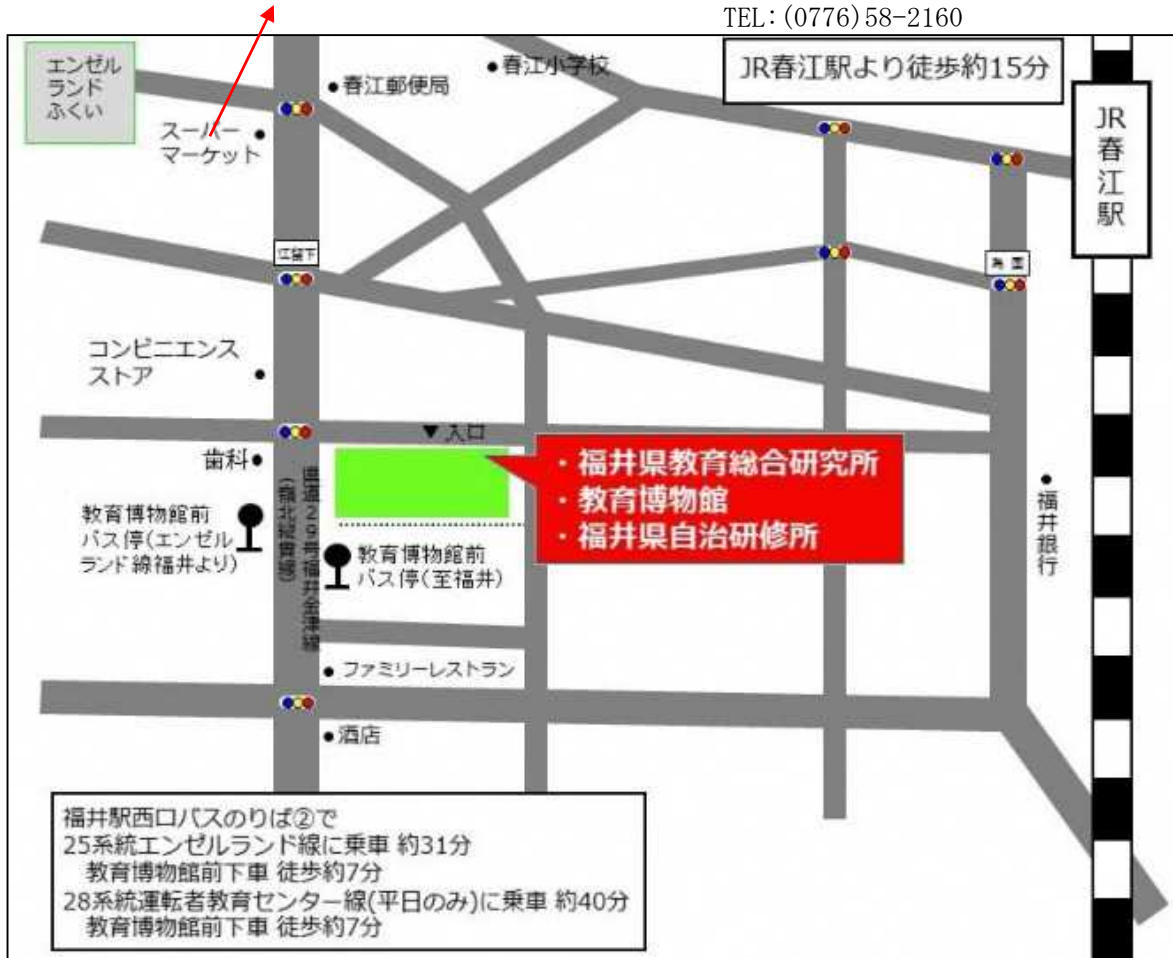 TEL:(0776)58-2160
エンゼル
ランド
ふくい
春江郵便局
春江小学校
JR春江駅より徒歩約15分
JR春江駅
スーパー
マーケット
江留下
コンビニエンス
ストア
▼入口
歯科
・福井県教育総合研究所
・教育博物館
・福井県自治研修所
教育博物館前
バス停(エンゼル
ランド線福井より)
県道29号福井金津線
(嶺北縦貫線)
教育博物館前
バス停(至福井)
福井銀行
ファミリーレストラン
酒店
福井駅西口バスのりば②で
25系統エンゼルランド線に乗車 約31分
教育博物館前下車 徒歩約7分
28系統運転者教育センター線(平日のみ)に乗車 約40分
教育博物館前下車 徒歩約7分